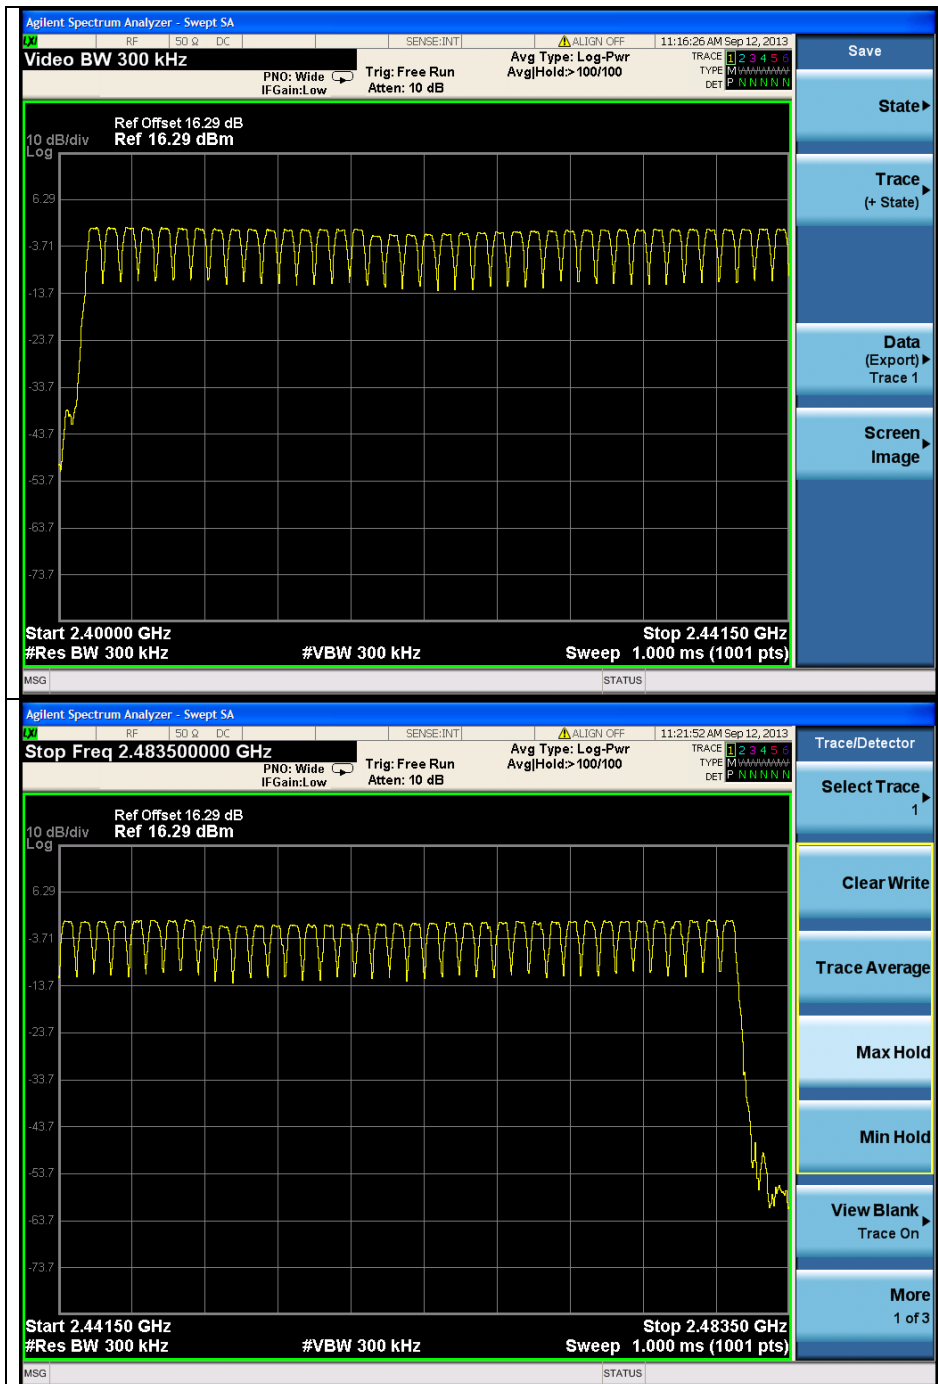 Agilent Spectrum Analyzer - Swept SA
LXI RF 50 Ω DC SENSE:INT ALIGN OFF 11:16:26 AM Sep 12, 2013
Video BW 300 kHz
PNO: Wide
IFGain:Low
Trig: Free Run
Atten: 10 dB
Avg Type: Log-Pwr
Avg|Hold:>100/100
TRACE 1 2 3 4 5 6
TYPE M
DET P N N N N N
Ref Offset 16.29 dB
10 dB/div Ref 16.29 dBm
Log
6.29
-3.71
-13.7
-23.7
-33.7
-43.7
-53.7
-63.7
-73.7
Start 2.40000 GHz Stop 2.44150 GHz
#Res BW 300 kHz #VBW 300 kHz Sweep 1.000 ms (1001 pts)
MSG STATUS
Save
State
Trace
(+ State)
Data
(Export)
Trace 1
Screen
Image
Agilent Spectrum Analyzer - Swept SA
LXI RF 50 Ω DC SENSE:INT ALIGN OFF 11:21:52 AM Sep 12, 2013
Stop Freq 2.483500000 GHz
PNO: Wide
IFGain:Low
Trig: Free Run
Atten: 10 dB
Avg Type: Log-Pwr
Avg|Hold:>100/100
TRACE 1 2 3 4 5 6
TYPE M
DET P N N N N N
Ref Offset 16.29 dB
10 dB/div Ref 16.29 dBm
Log
6.29
-3.71
-13.7
-23.7
-33.7
-43.7
-53.7
-63.7
-73.7
Start 2.44150 GHz Stop 2.48350 GHz
#Res BW 300 kHz #VBW 300 kHz Sweep 1.000 ms (1001 pts)
MSG STATUS
Trace/Detector
Select Trace
1
Clear Write
Trace Average
Max Hold
Min Hold
View Blank
Trace On
More
1 of 3